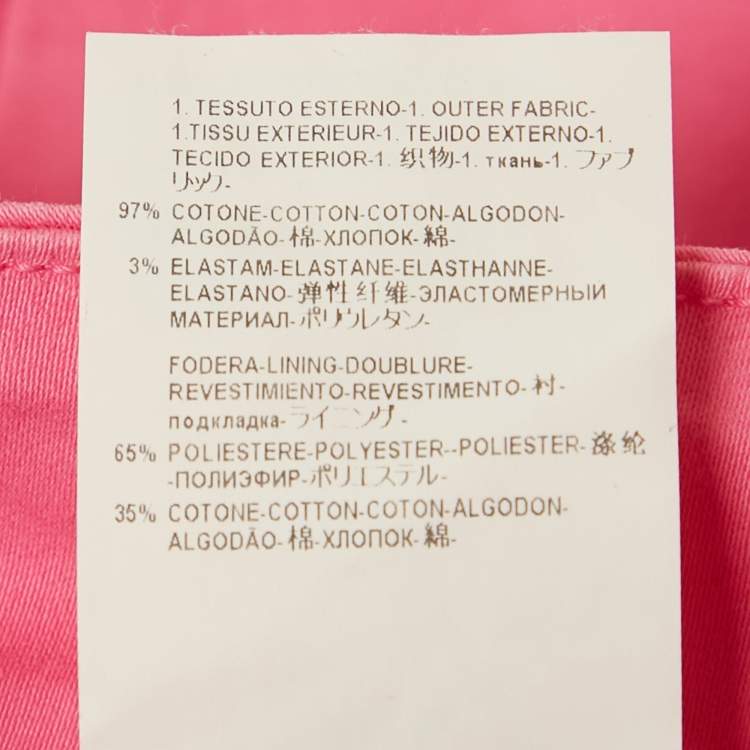 1. TESSUTO ESTERNO-1. OUTER FABRIC-
1.TISSU EXTERIEUR-1. TEJIDO EXTERNO-1.
TECIDO EXTERIOR-1. 织物-1. ткань-1. ファブ
リック-
97% COTONE-COTTON-COTON-ALGODON-
ALGODÃO-棉-ХЛОПОК-綿-
3% ELASTAM-ELASTANE-ELASTHANNE-
ELASTANO-弹性纤维-ЭЛАСТОМЕРНЫЙ
МАТЕРИАЛ-ポリウレタン-
FODERA-LINING-DOUBLURE-
REVESTIMIENTO-REVESTIMENTO-衬-
подкладка-ライニング-
65% POLIESTERE-POLYESTER--POLIESTER-涤纶
-ПОЛИЭФИР-ポリエステル-
35% COTONE-COTTON-COTON-ALGODON-
ALGODÃO-棉-ХЛОПОК-綿-